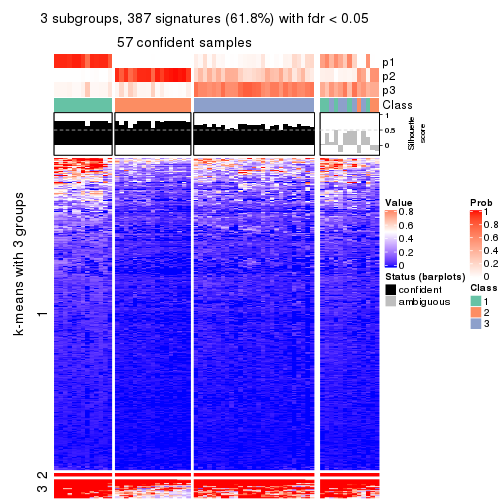 3 subgroups, 387 signatures (61.8%) with fdr < 0.05
57 confident samples
p1
p2
p3
Class
1
0.5
0
Silhouette
score
k-means with 3 groups
1
2
3
Value
0.8
0.6
0.4
0.2
0
Status (barplots)
confident
ambiguous
Prob
1
0.8
0.6
0.4
0.2
0
Class
1
2
3